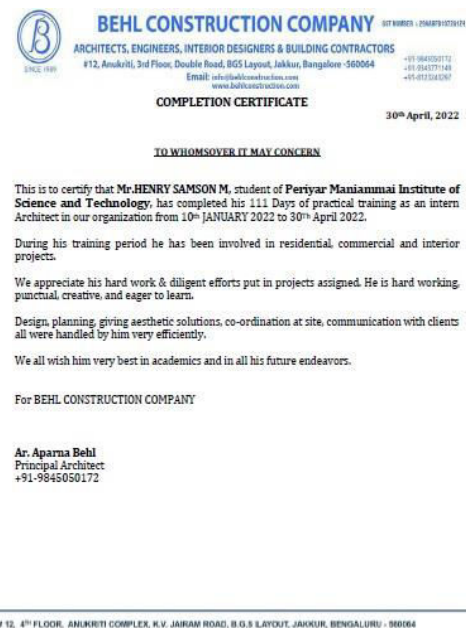 BEHL CONSTRUCTION COMPANY
ARCHITECTS, ENGINEERS, INTERIOR DESIGNERS & BUILDING CONTRACTORS
#12, Anukriti, 3rd Floor, Double Road, BGS Layout, Jakkur, Bangalore -560064
Email: info@behlconstruction.com
www.behlconstruction.com
+91-9845050172
SINCE 1989
COMPLETION CERTIFICATE
30th April, 2022
TO WHOMSOVER IT MAY CONCERN
This is to certify that Mr.HENRY SAMSON M, student of Periyar Maniammai Institute of
Science and Technology, has completed his 111 Days of practical training as an intern
Architect in our organization from 10th JANUARY 2022 to 30th April 2022.
During his training period he has been involved in residential, commercial and interior
projects.
We appreciate his hard work & diligent efforts put in projects assigned. He is hard working,
punctual, creative, and eager to learn.
Design, planning, giving aesthetic solutions, co-ordination at site, communication with clients
all were handled by him very efficiently.
We all wish him very best in academics and in all his future endeavors.
For BEHL CONSTRUCTION COMPANY
Ar. Aparna Behl
Principal Architect
+91-9845050172
# 12, 4th FLOOR, ANUKRITI COMPLEX, K.V. JAIRAM ROAD, B.G.S LAYOUT, JAKKUR, BENGALURU - 560064